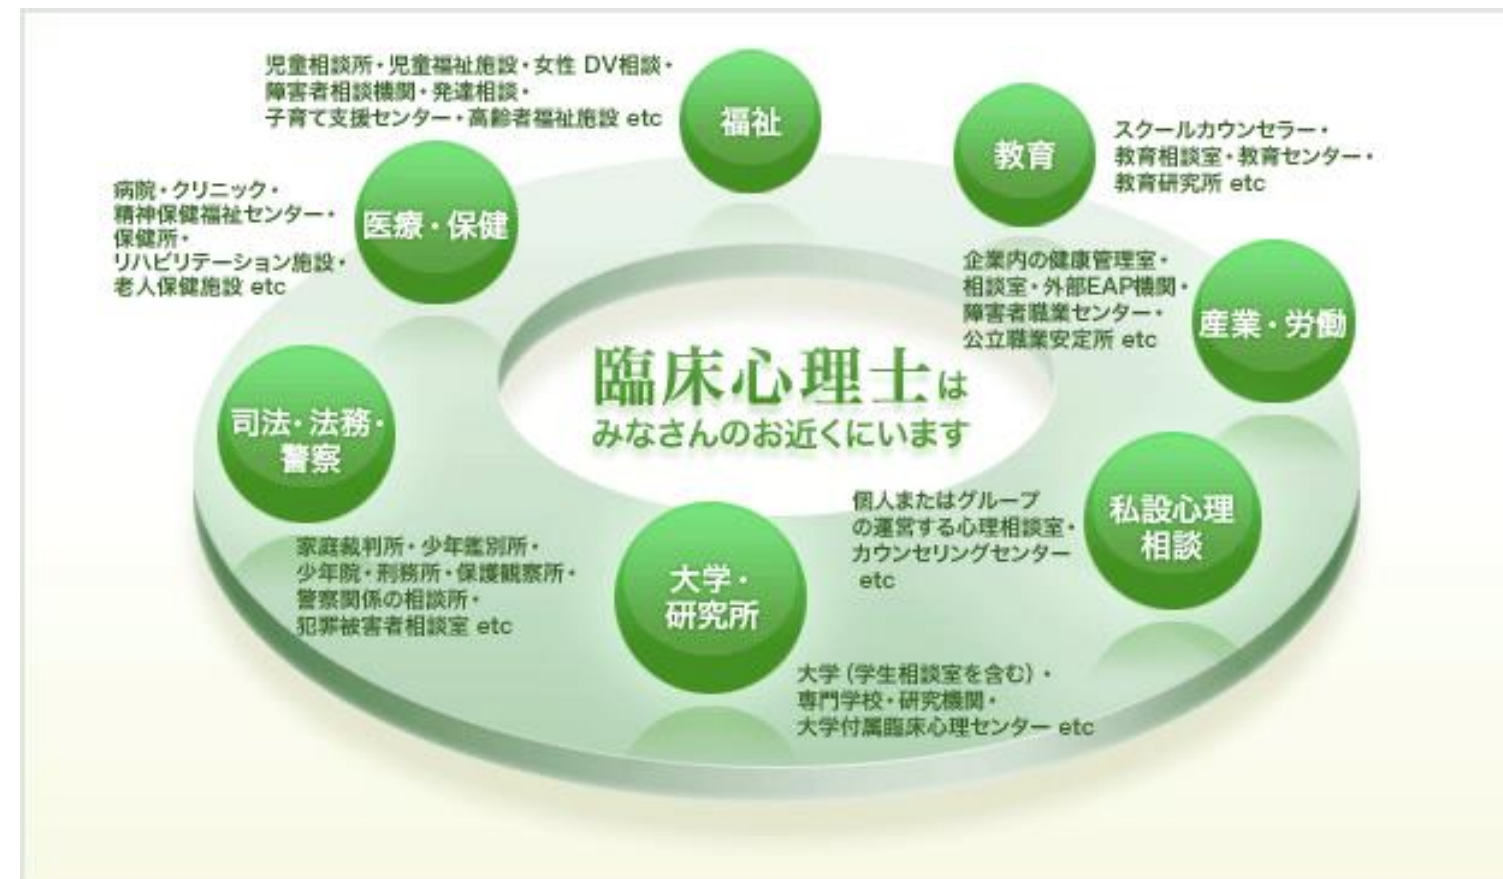 児童相談所・児童福祉施設・女性 DV相談・
障害者相談機関・発達相談・
子育て支援センター・高齢者福祉施設 etc
福祉
教育
スクールカウンセラー・
教育相談室・教育センター・
教育研究所 etc
病院・クリニック・
精神保健福祉センター・
保健所・
リハビリテーション施設・
老人保健施設 etc
医療・保健
企業内の健康管理室・
相談室・外部EAP機関・
障害者職業センター・
公立職業安定所 etc
産業・労働
臨床心理士は
みなさんのお近くにいます
司法・法務・
警察
家庭裁判所・少年鑑別所・
少年院・刑務所・保護観察所・
警察関係の相談所・
犯罪被害者相談室 etc
個人またはグループ
の運営する心理相談室・
カウンセリングセンター
etc
私設心理
相談
大学・
研究所
大学（学生相談室を含む）・
専門学校・研究機関・
大学付属臨床心理センター etc